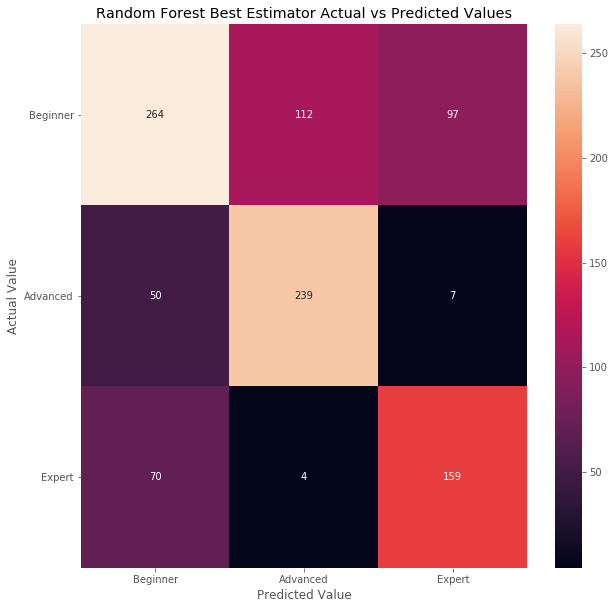 Random Forest Best Estimator Actual vs Predicted Values
Beginner 264 112 97
Advanced 50 239 7
Expert 70 4 159
Beginner Advanced Expert
Predicted Value
Actual Value
250
200
150
100
50